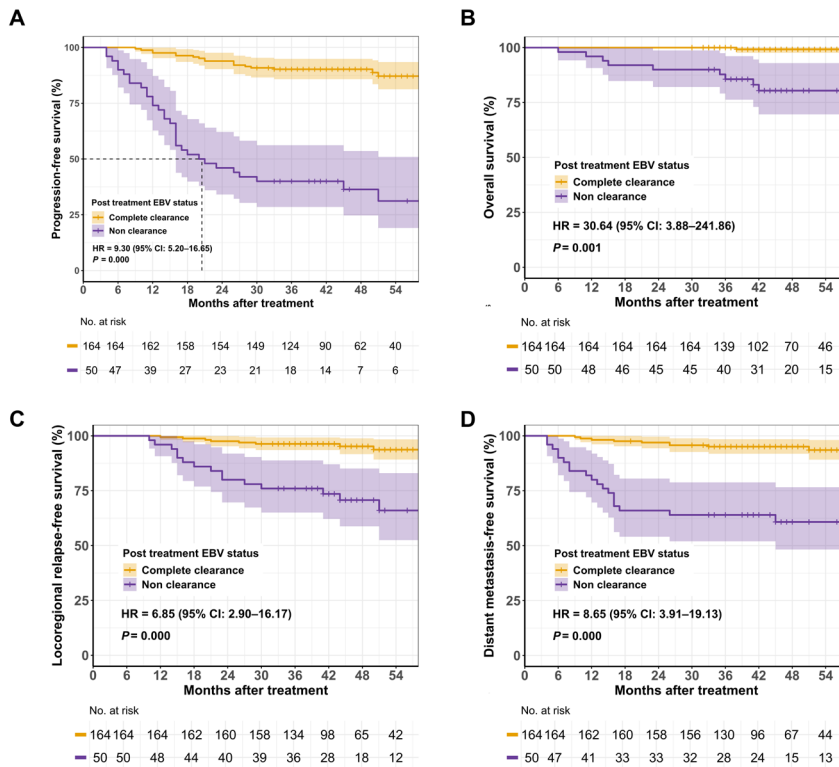 A
Progression-free survival (%)
100
75
50
25
0
Post treatment EBV status
Complete clearance
Non clearance
HR = 9.30 (95% CI: 5.20–16.65)
P = 0.000
0 6 12 18 24 30 36 42 48 54
Months after treatment
No. at risk
164 164 162 158 154 149 124 90 62 40
50 47 39 27 23 21 18 14 7 6
B
Overall survival (%)
100
75
50
25
0
Post treatment EBV status
Complete clearance
Non clearance
HR = 30.64 (95% CI: 3.88–241.86)
P = 0.001
0 6 12 18 24 30 36 42 48 54
Months after treatment
No. at risk
164 164 164 164 164 164 139 102 70 46
50 50 48 46 45 45 40 31 20 15
C
Locoregional relapse-free survival (%)
100
75
50
25
0
Post treatment EBV status
Complete clearance
Non clearance
HR = 6.85 (95% CI: 2.90–16.17)
P = 0.000
0 6 12 18 24 30 36 42 48 54
Months after treatment
No. at risk
164 164 164 162 160 158 134 98 65 42
50 50 48 44 40 39 36 28 18 12
D
Distant metastasis-free survival (%)
100
75
50
25
0
Post treatment EBV status
Complete clearance
Non clearance
HR = 8.65 (95% CI: 3.91–19.13)
P = 0.000
0 6 12 18 24 30 36 42 48 54
Months after treatment
No. at risk
164 164 162 160 158 156 130 96 67 44
50 47 41 33 33 32 28 24 15 13